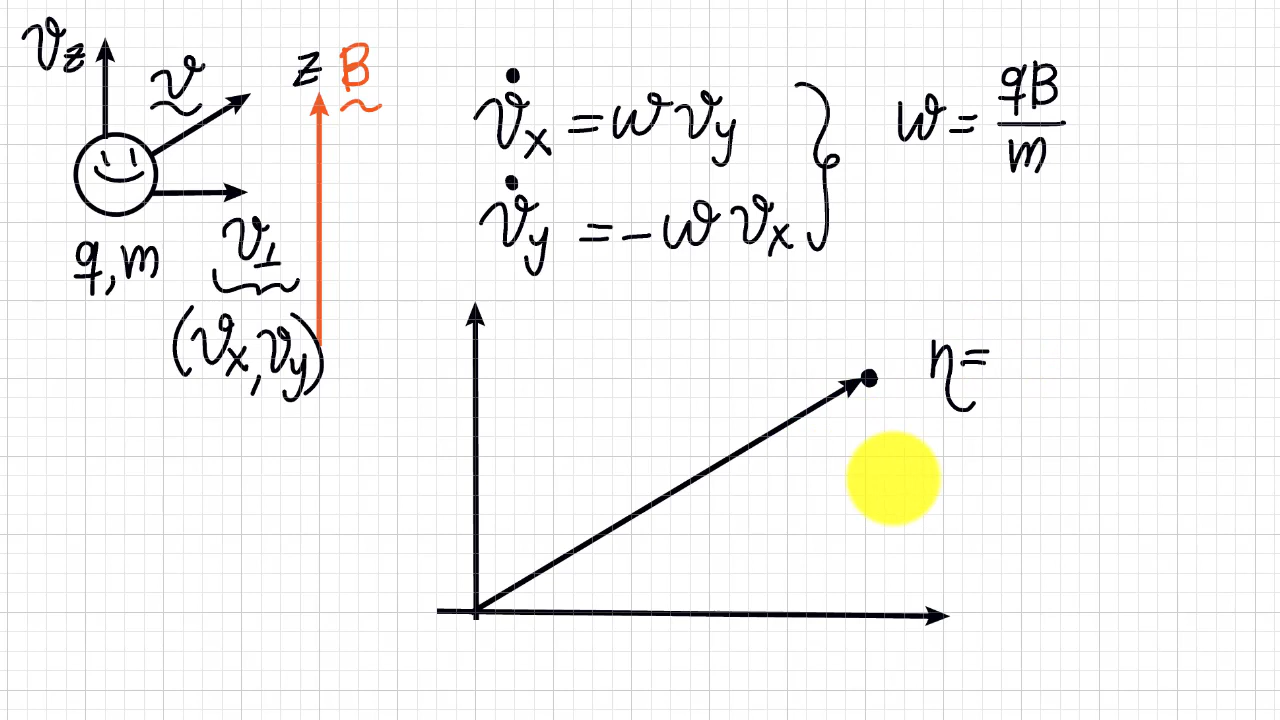 v_z
v
z B
q, m
v_⊥
(v_x, v_y)
v̇_x = ω v_y
v̇_y = -ω v_x
ω = qB/m
η =